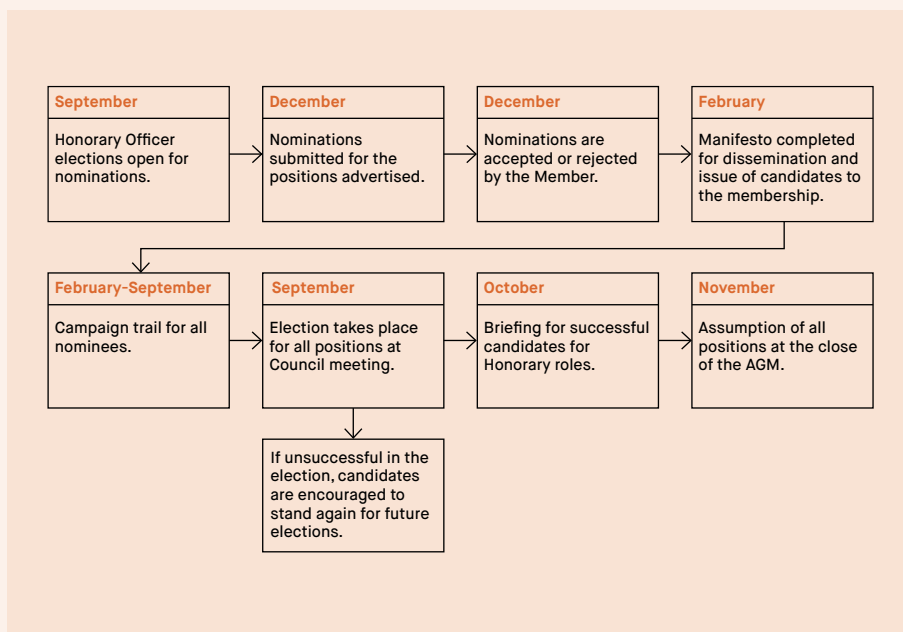 September
Honorary Officer
elections open for
nominations.
December
Nominations
submitted for the
positions advertised.
December
Nominations are
accepted or rejected
by the Member.
February
Manifesto completed
for dissemination and
issue of candidates to
the membership.
February-September
Campaign trail for all
nominees.
September
Election takes place
for all positions at
Council meeting.
October
Briefing for successful
candidates for
Honorary roles.
November
Assumption of all
positions at the close
of the AGM.
If unsuccessful in the
election, candidates
are encouraged to
stand again for future
elections.